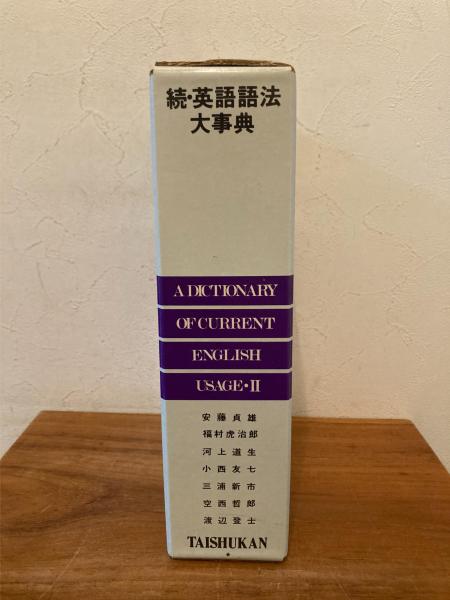 続・英語語法
大事典
A DICTIONARY
OF CURRENT
ENGLISH
USAGE・II
安藤貞雄
福村虎治郎
河上道生
小西友七
三浦新市
空西哲郎
渡辺登士
TAISHUKAN